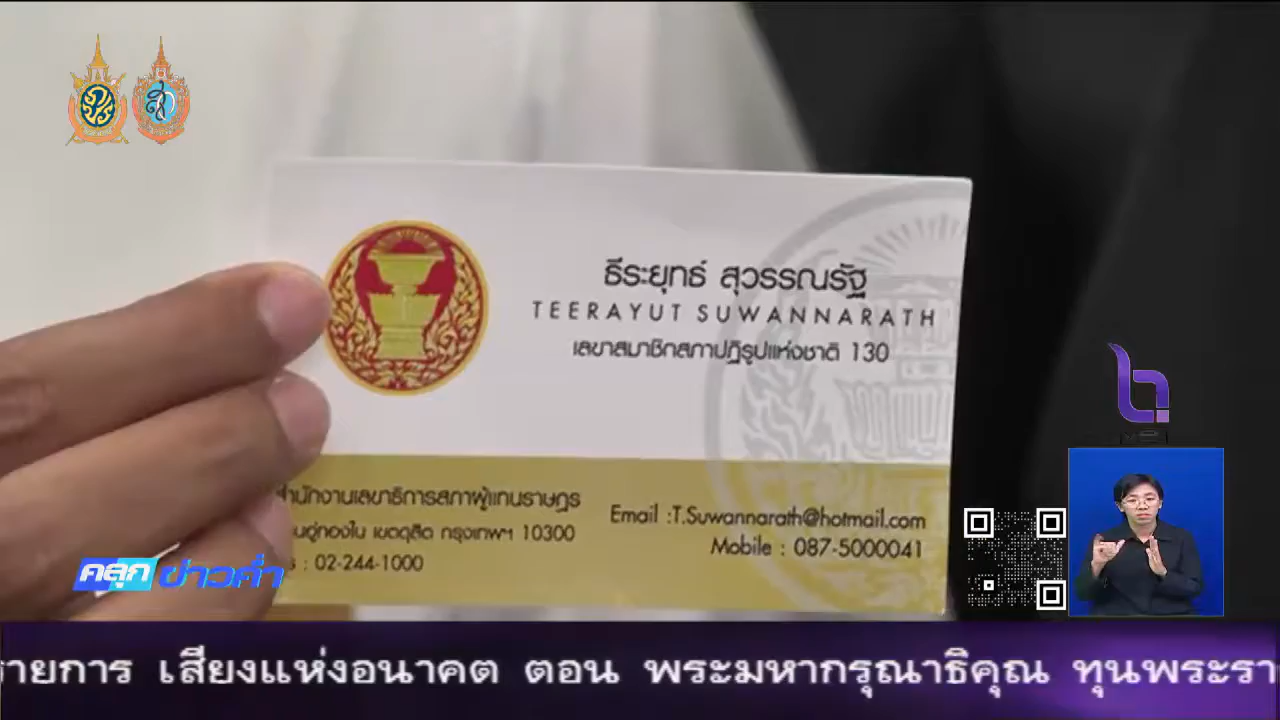 ธีระยุทธ์ สุวรรณรัฐ
TEERAYUT SUWANNARATH
เลขาสมาชิกสภาปฏิรูปแห่งชาติ 130
สำนักงานเลขาธิการสภาผู้แทนราษฎร
นอู่ทองใน เขตดุสิต กรุงเทพฯ 10300
: 02-244-1000
Email :T.Suwannarath@hotmail.com
Mobile : 087-5000041
คลุก ข่าวค่ำ
รายการ เสียงแห่งอนาคต ตอน พระมหากรุณาธิคุณ ทุนพระรา